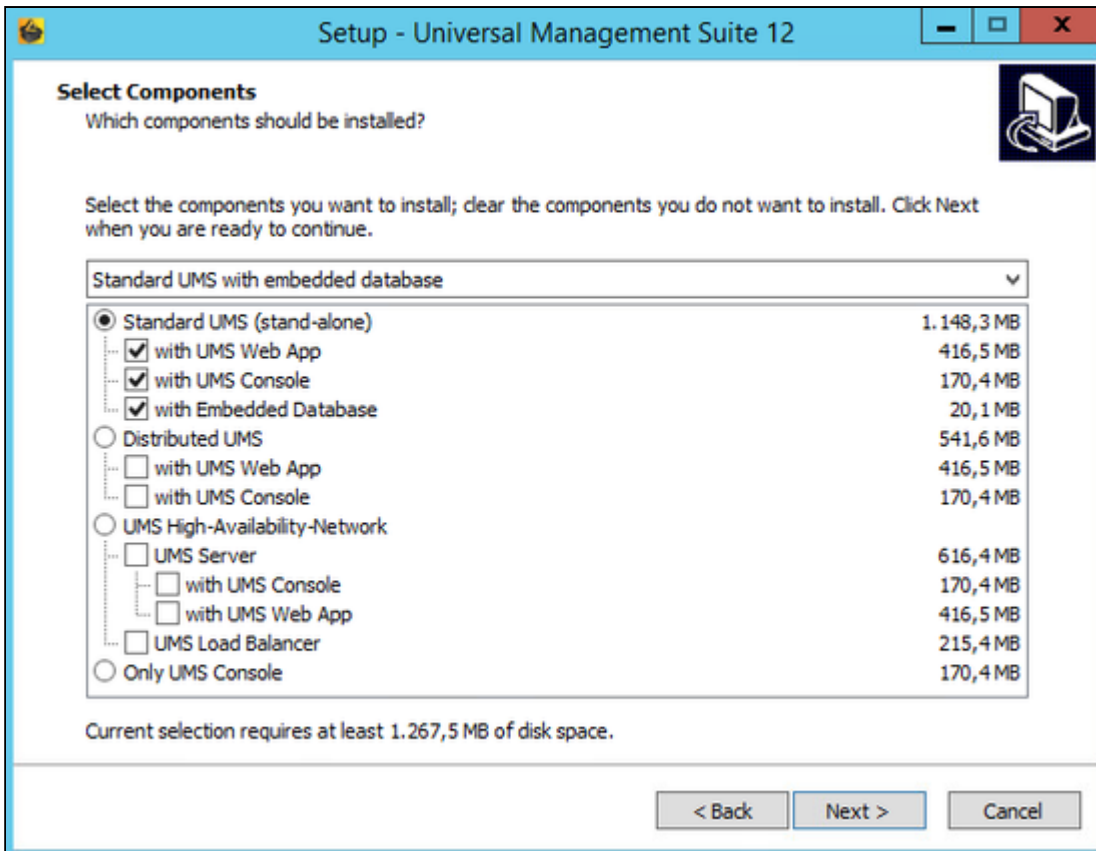 Setup - Universal Management Suite 12
Select Components
Which components should be installed?
Select the components you want to install; clear the components you do not want to install. Click Next
when you are ready to continue.
Standard UMS with embedded database
Standard UMS (stand-alone) 1.148,3 MB
with UMS Web App 416,5 MB
with UMS Console 170,4 MB
with Embedded Database 20,1 MB
Distributed UMS 541,6 MB
with UMS Web App 416,5 MB
with UMS Console 170,4 MB
UMS High-Availability-Network
UMS Server 616,4 MB
with UMS Console 170,4 MB
with UMS Web App 416,5 MB
UMS Load Balancer 215,4 MB
Only UMS Console 170,4 MB
Current selection requires at least 1.267,5 MB of disk space.
< Back Next > Cancel